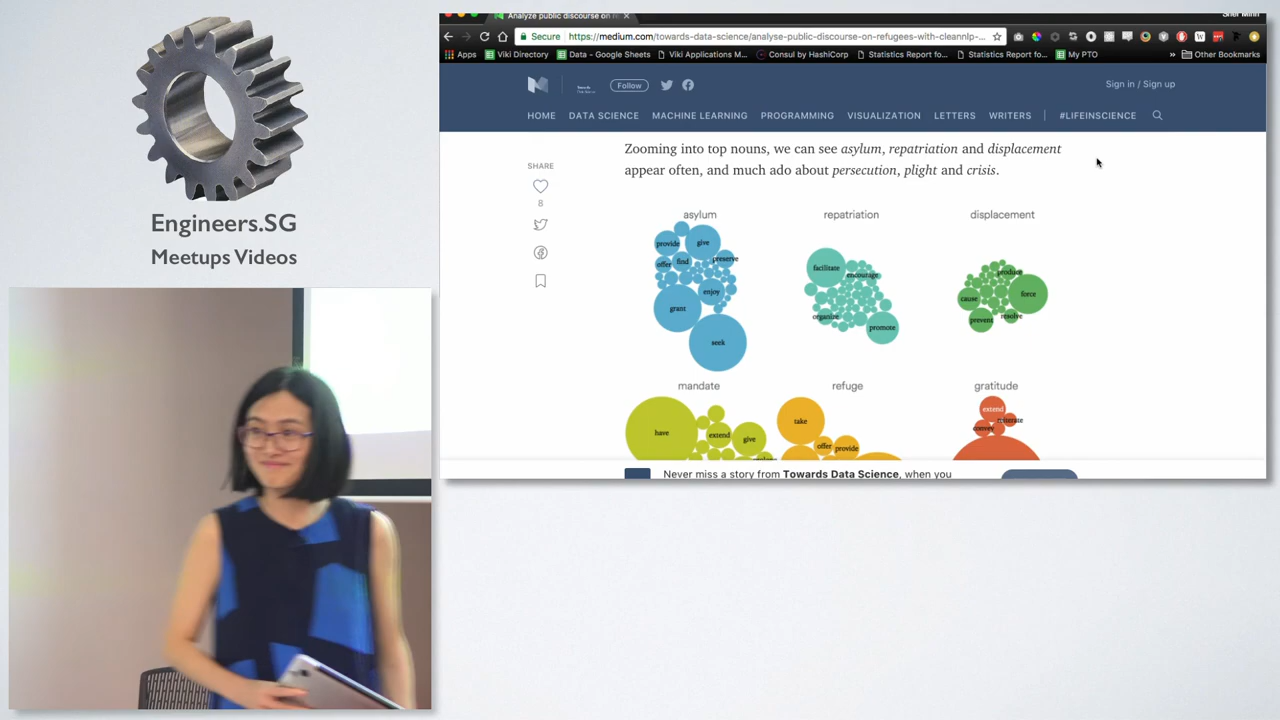 Engineers.SG
Meetups Videos
Analyze public discourse on r
Secure
https://medium.com/towards-data-science/analyse-public-discourse-on-refugees-with-cleannlp-...
Apps
Viki Directory
Data – Google Sheets
Viki Applications M...
Consul by HashiCorp
Statistics Report fo...
Statistics Report fo...
My PTO
» Other Bookmarks
Follow
Sign in / Sign up
HOME DATA SCIENCE MACHINE LEARNING PROGRAMMING VISUALIZATION LETTERS WRITERS | #LIFEINSCIENCE
Zooming into top nouns, we can see asylum, repatriation and displacement
appear often, and much ado about persecution, plight and crisis.
SHARE
8
asylum
provide
give
offer
find
preserve
enjoy
grant
seek
repatriation
facilitate
encourage
organize
promote
displacement
produce
cause
force
prevent
resolve
mandate
have
extend
give
refuge
take
offer
provide
gratitude
extend
reiterate
convey
Never miss a story from Towards Data Science, when you